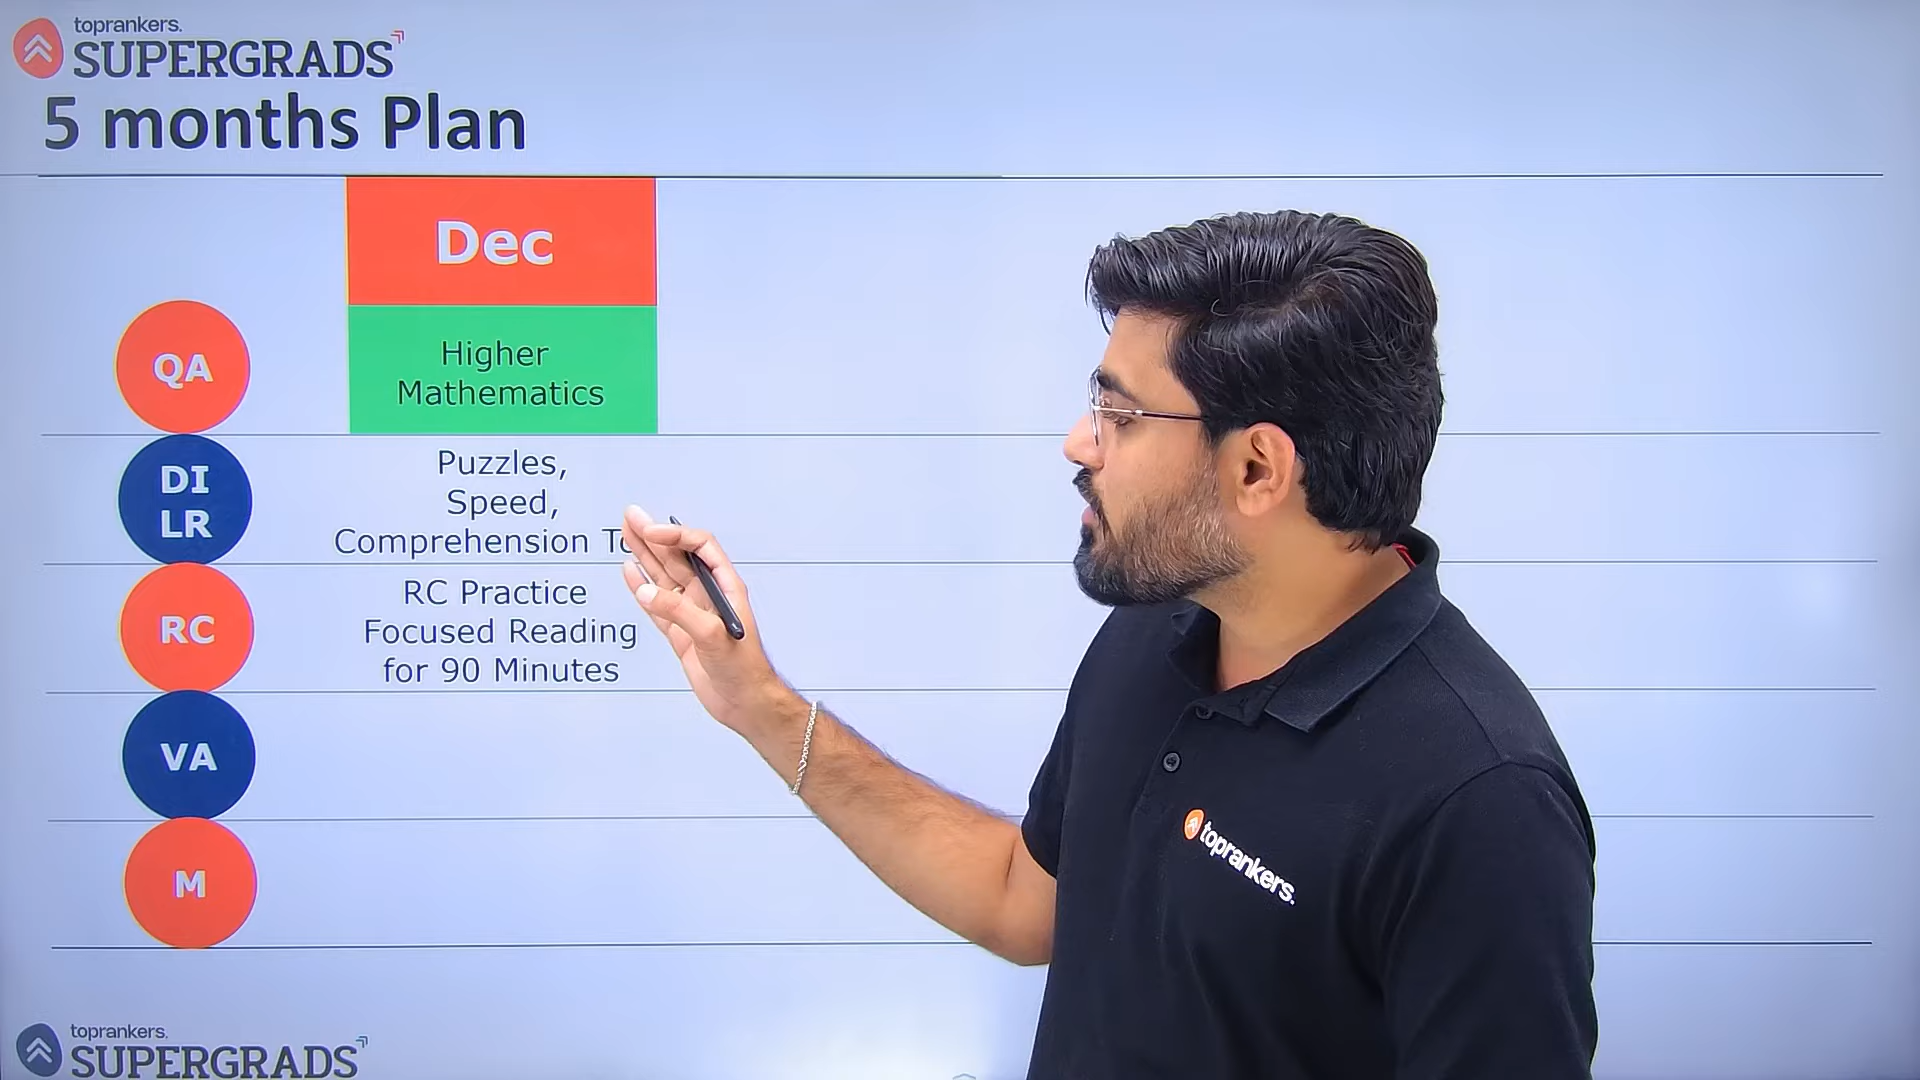 toprankers.
SUPERGRADS
5 months Plan
Dec
QA
Higher
Mathematics
DI
LR
Puzzles,
Speed,
Comprehension
RC
RC Practice
Focused Reading
for 90 Minutes
VA
M
toprankers.
toprankers.
SUPERGRADS